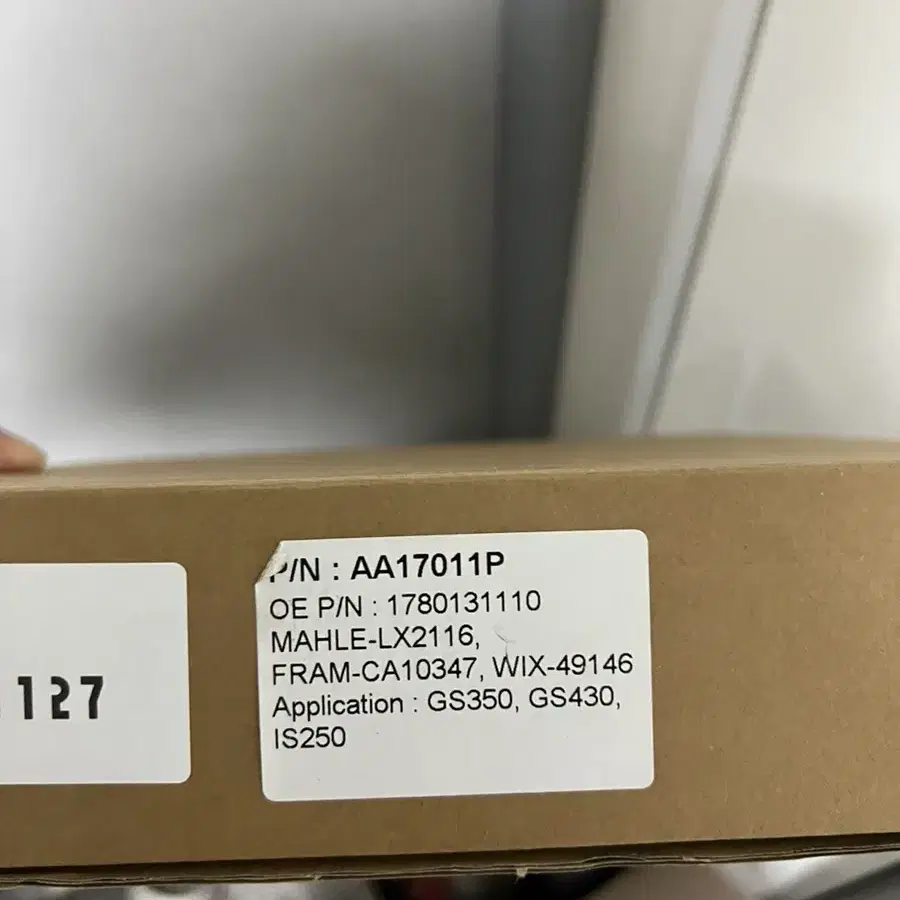 P/N : AA17011P
OE P/N : 1780131110
MAHLE-LX2116,
FRAM-CA10347, WIX-49146
Application : GS350, GS430,
IS250
127